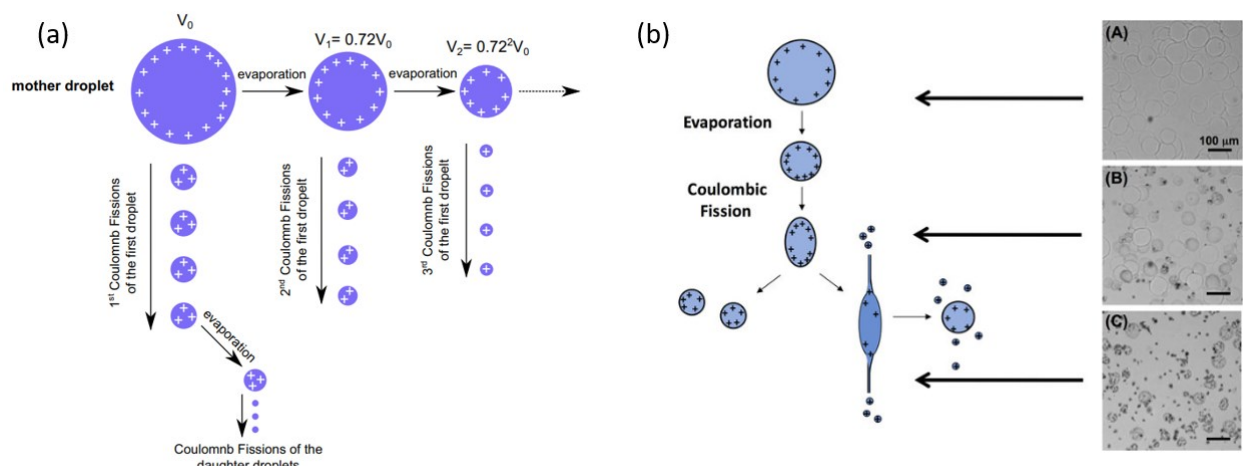 (a)
V₀
V₁= 0.72V₀
V₂= 0.72²V₀
mother droplet
evaporation
evaporation
1ˢᵗ Coulomnb Fissions
of the first droplet
2ⁿᵈ Coulomnb Fissions
of the first dropelt
3ʳᵈ Coulomnb Fissions
of the first dropelt
evaporation
Coulomnb Fissions of the
daughter droplets
(b)
Evaporation
Coulombic
Fission
(A)
100 μm
(B)
(C)